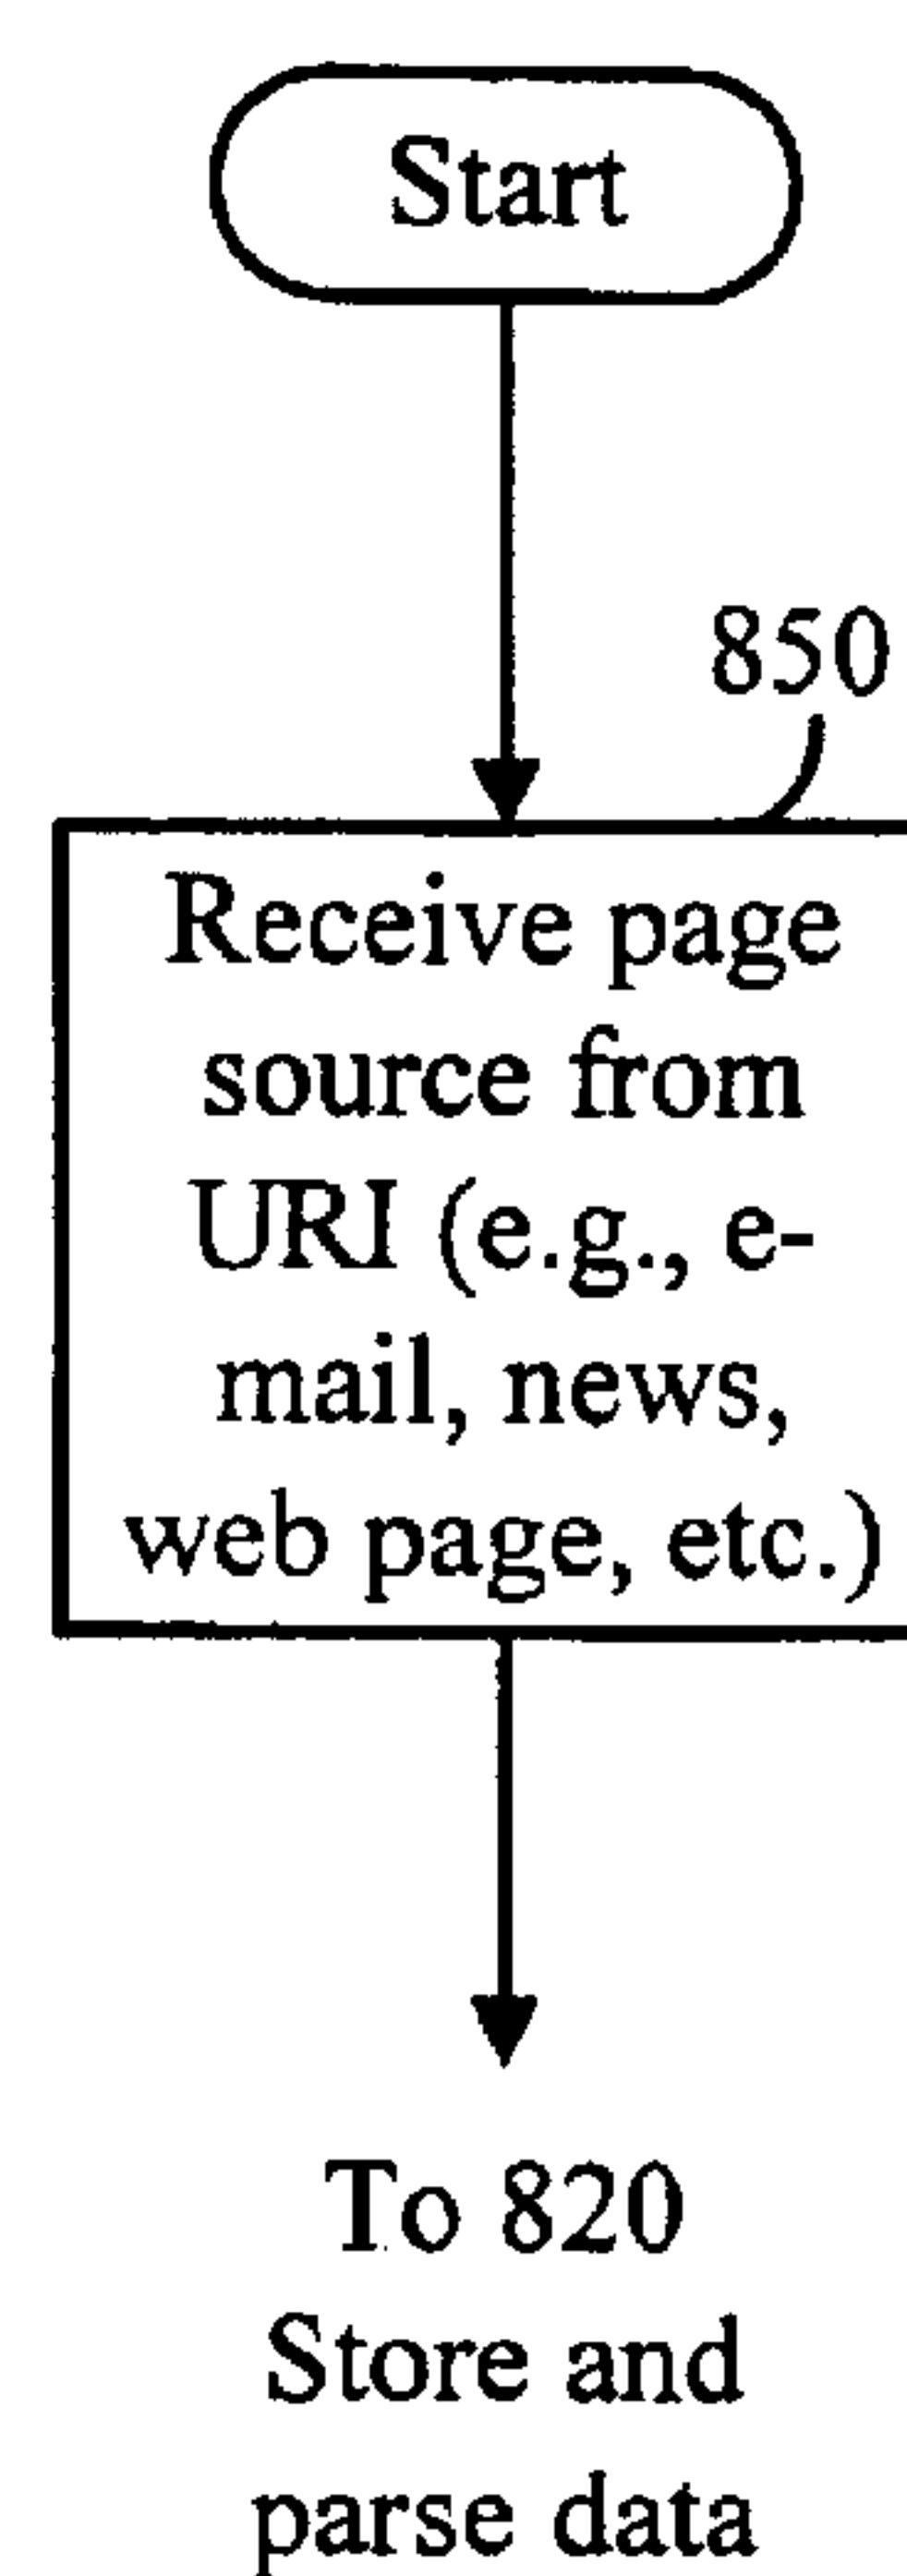 Start
850
Receive page
source from
URI (e.g., e-
mail, news,
web page, etc.)
To 820
Store and
parse data